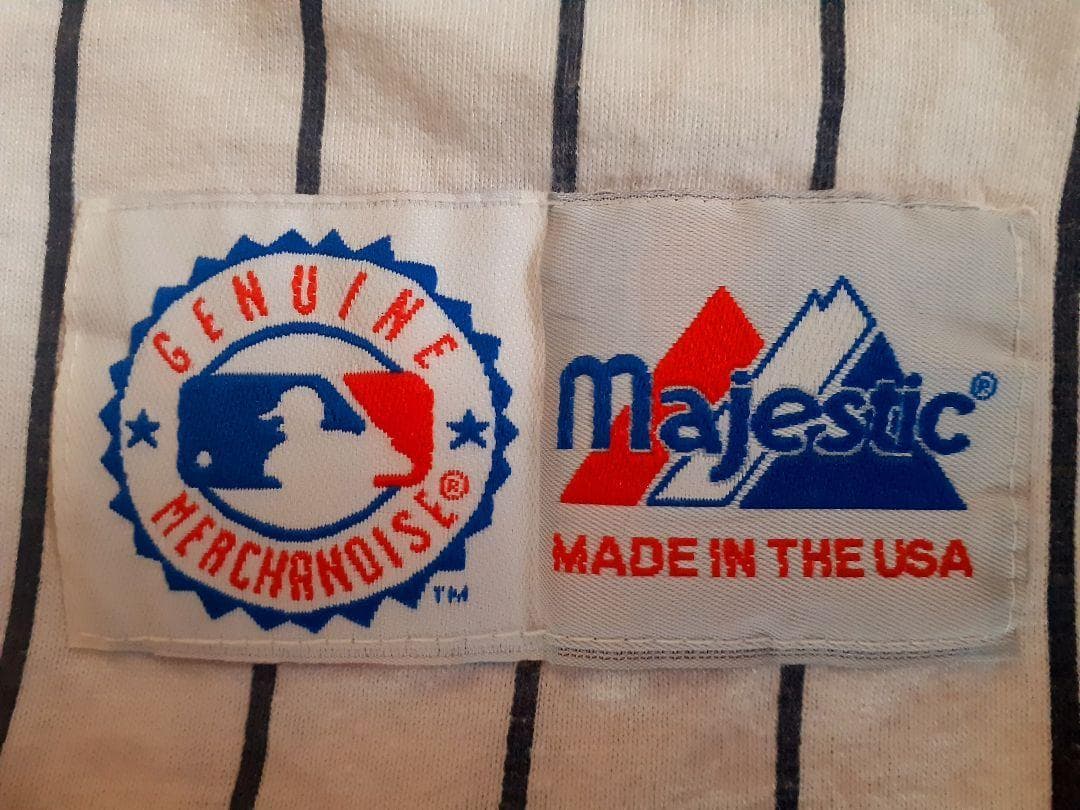 GENUINE
MERCHANDISE®
TM
Majestic®
MADE IN THE USA